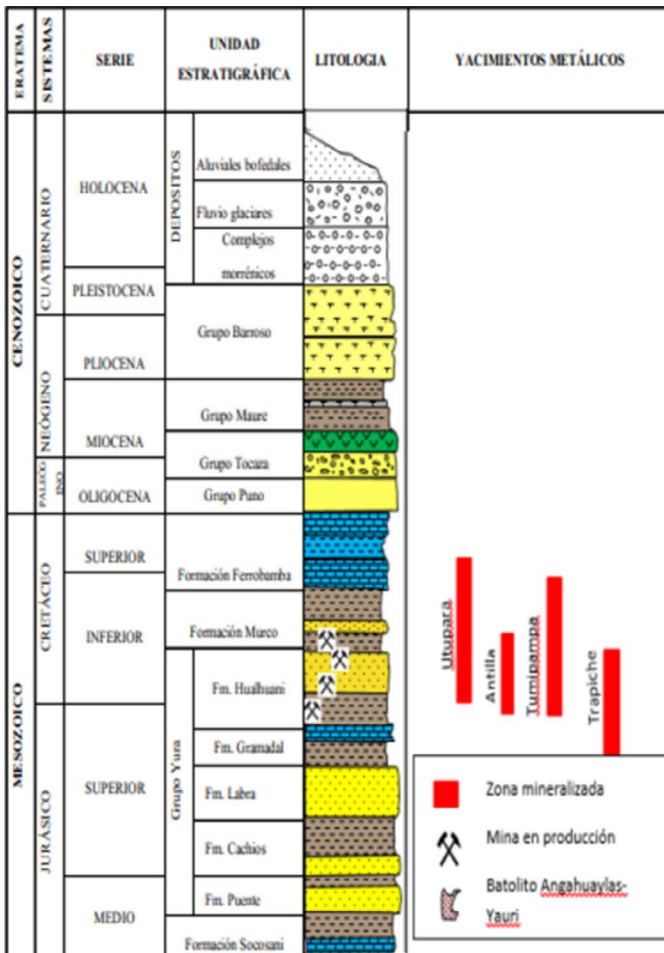 ERATEMA
SISTEMAS
SERIE
UNIDAD
ESTRATIGRÁFICA
LITOLOGIA
YACIMIENTOS METÁLICOS
CENOZOICO
CUATERNARIO
HOLOCENA
DEPOSITOS
Aluviales bofedales
Fluvio glaciares
Complejos
morrénicos
PLEISTOCENA
Grupo Barroso
NEÓGENO
PLIOCENA
Grupo Maure
MIOCENA
Grupo Tocaza
PALEÓG
ENO
OLIGOCENA
Grupo Puno
MESOZOICO
CRETÁCEO
SUPERIOR
Formación Ferrobamba
INFERIOR
Formación Murco
Grupo Yura
Fm. Hualhuani
JURÁSICO
SUPERIOR
Fm. Gramadal
Fm. Labra
Fm. Cachios
MEDIO
Fm. Puente
Formación Socosani
Utupara
Antilla
Tumipampa
Trapiche
Zona mineralizada
Mina en producción
Batolito Angahuaylas-
Yauri